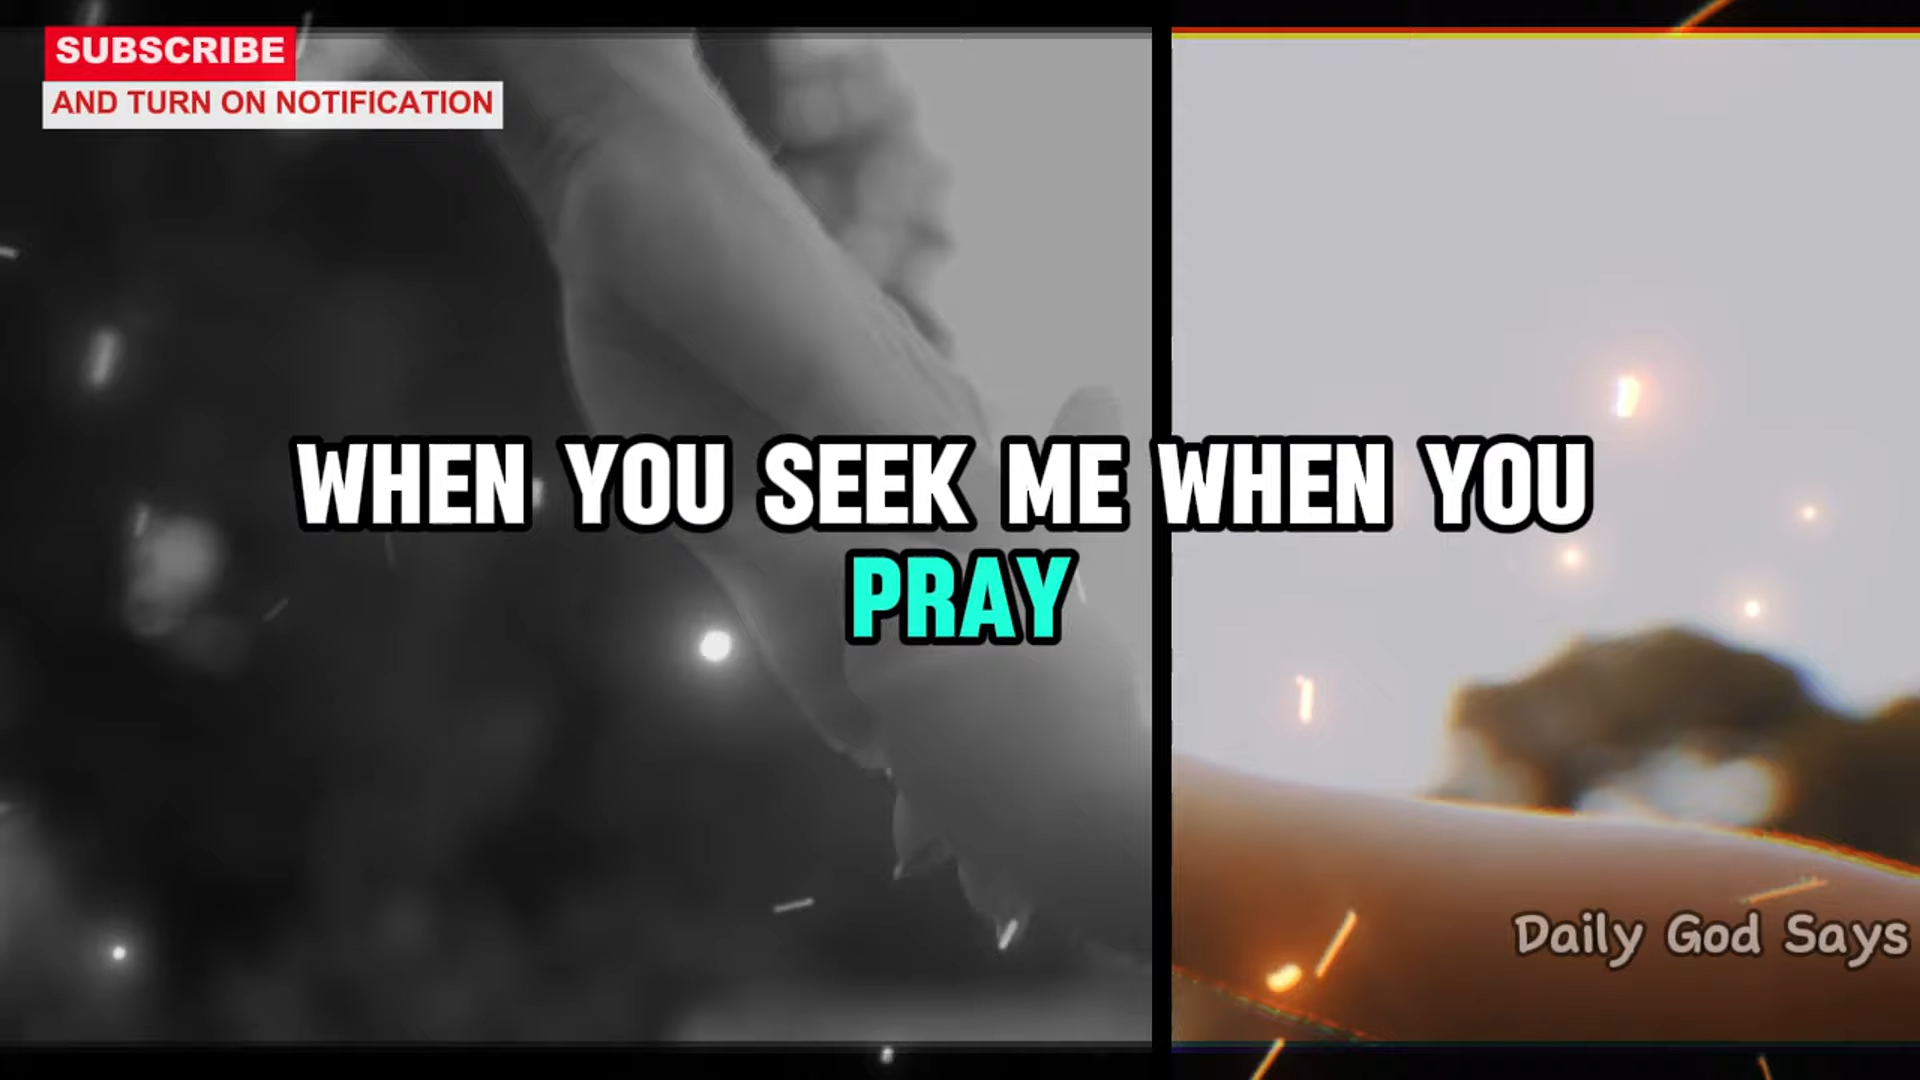 SUBSCRIBE
AND TURN ON NOTIFICATION
WHEN YOU SEEK ME WHEN YOU
PRAY
Daily God Says